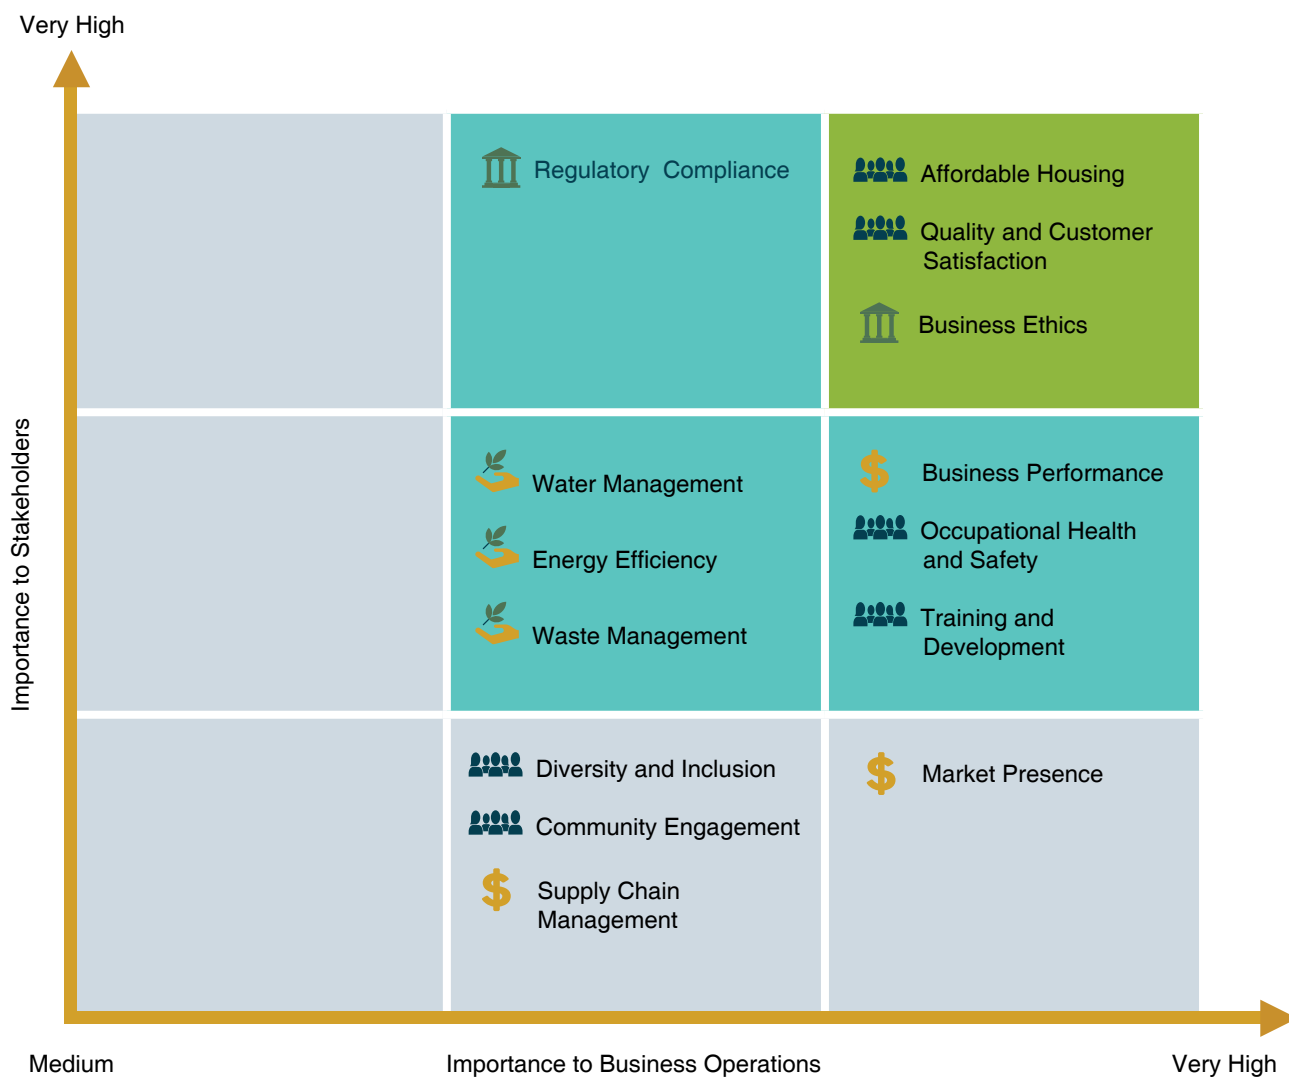 Very High
Importance to Stakeholders
Regulatory Compliance
Affordable Housing
Quality and Customer
Satisfaction
Business Ethics
Water Management
Energy Efficiency
Waste Management
Business Performance
Occupational Health
and Safety
Training and
Development
Diversity and Inclusion
Community Engagement
Supply Chain
Management
Market Presence
Medium
Importance to Business Operations
Very High